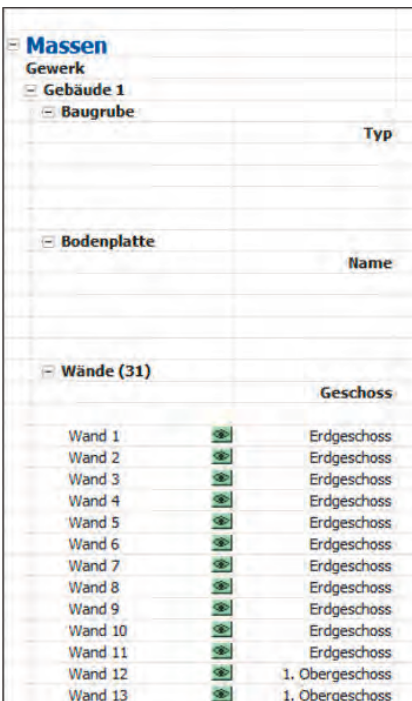 Massen
Gewerk
Gebäude 1
Baugrube
Typ
Bodenplatte
Name
Wände (31)
Geschoss
Wand 1 Erdgeschoss
Wand 2 Erdgeschoss
Wand 3 Erdgeschoss
Wand 4 Erdgeschoss
Wand 5 Erdgeschoss
Wand 6 Erdgeschoss
Wand 7 Erdgeschoss
Wand 8 Erdgeschoss
Wand 9 Erdgeschoss
Wand 10 Erdgeschoss
Wand 11 Erdgeschoss
Wand 12 1. Obergeschoss
Wand 13 1. Obergeschoss